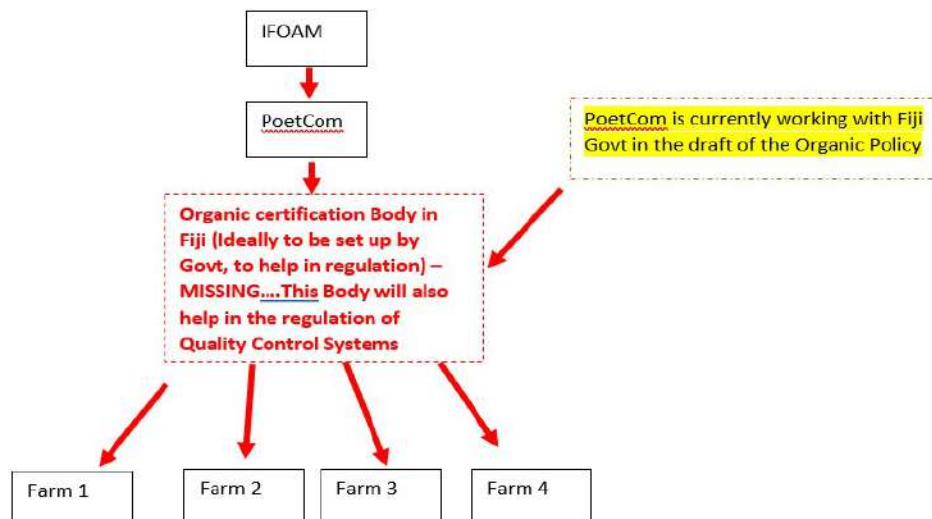 IFOAM
PoetCom
PoetCom is currently working with Fiji
Govt in the draft of the Organic Policy
Organic certification Body in
Fiji (Ideally to be set up by
Govt, to help in regulation) –
MISSING....This Body will also
help in the regulation of
Quality Control Systems
Farm 1
Farm 2
Farm 3
Farm 4